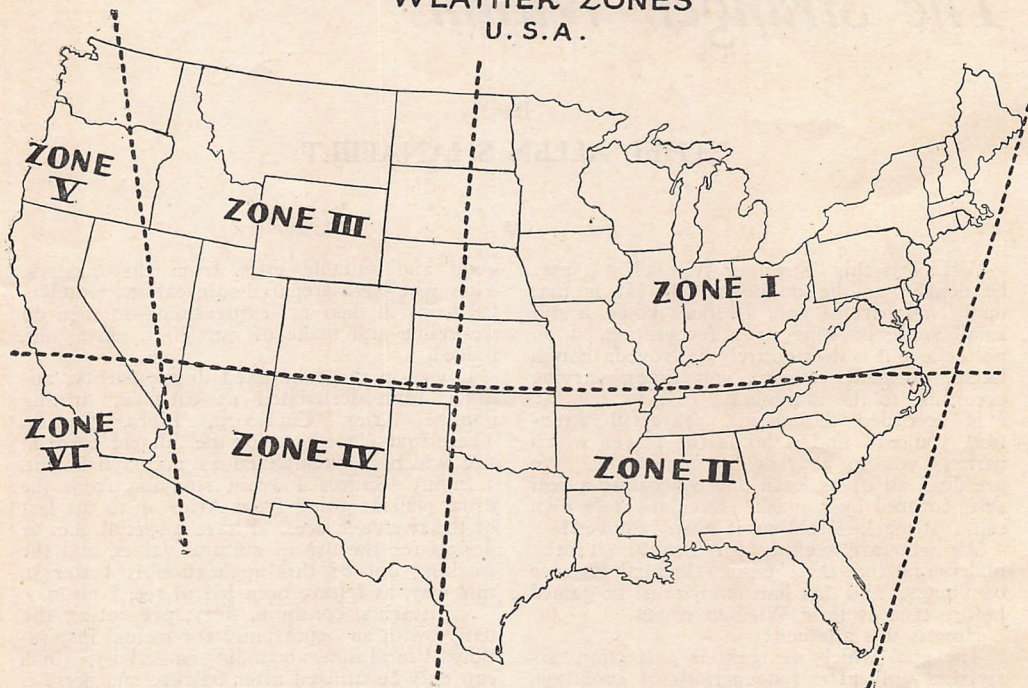 WEATHER ZONES
U.S.A.
ZONE
V
ZONE III
ZONE I
ZONE
VI
ZONE IV
ZONE II